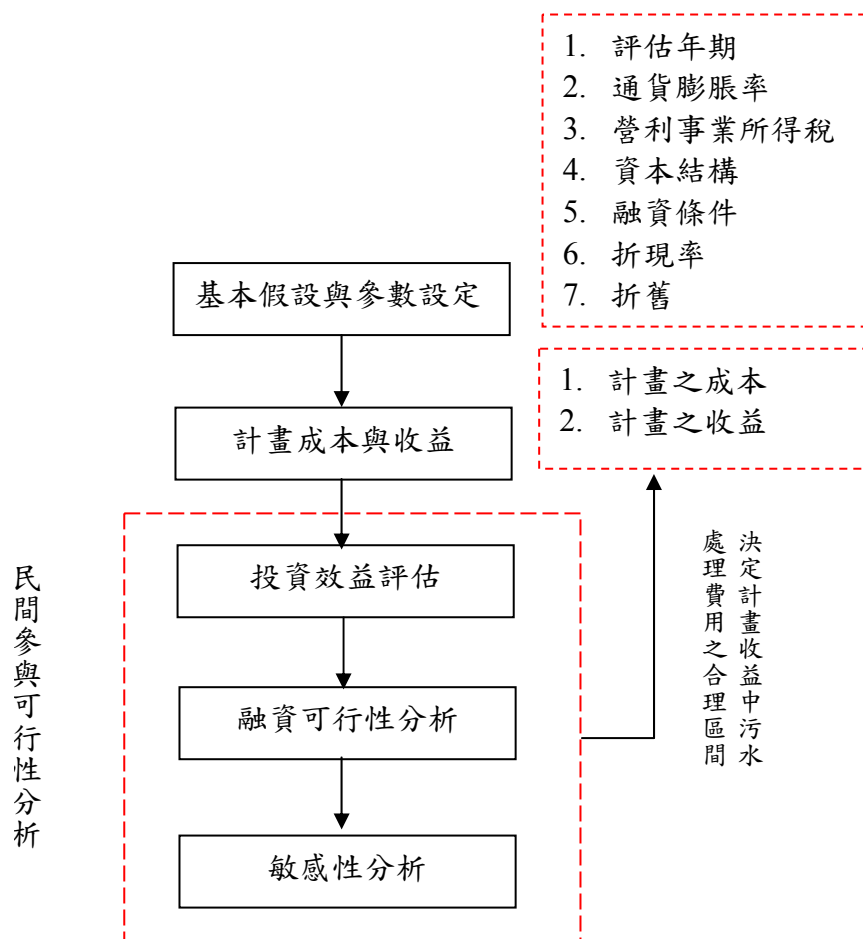 1. 評估年期
2. 通貨膨脹率
3. 營利事業所得稅
4. 資本結構
5. 融資條件
6. 折現率
7. 折舊
基本假設與參數設定
1. 計畫之成本
2. 計畫之收益
計畫成本與收益
投資效益評估
融資可行性分析
敏感性分析
民間參與可行性分析
決定計畫收益中污水
處理費用之合理區間